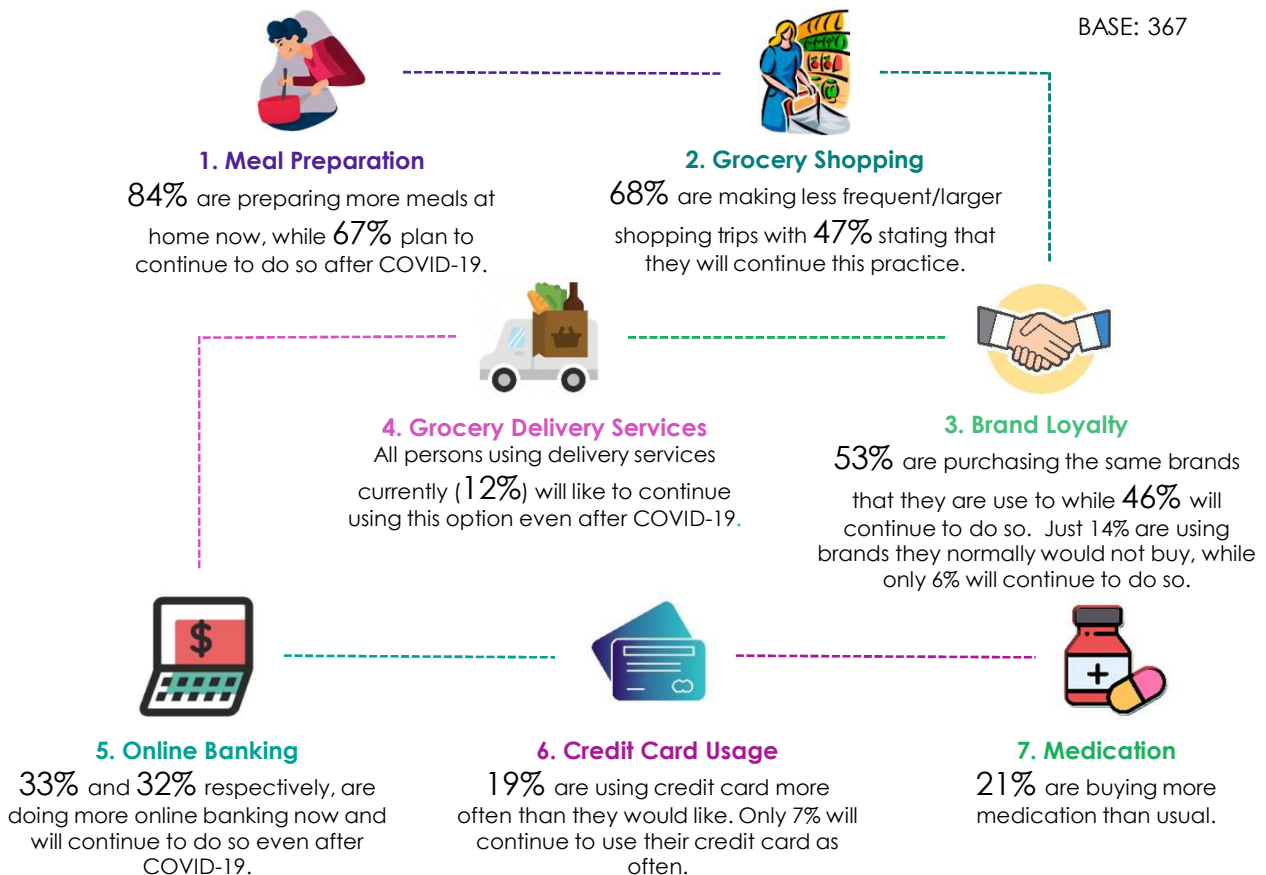 BASE: 367
1. Meal Preparation
84% are preparing more meals at
home now, while 67% plan to
continue to do so after COVID-19.
2. Grocery Shopping
68% are making less frequent/larger
shopping trips with 47% stating that
they will continue this practice.
3. Brand Loyalty
53% are purchasing the same brands
that they are use to while 46% will
continue to do so. Just 14% are using
brands they normally would not buy, while
only 6% will continue to do so.
4. Grocery Delivery Services
All persons using delivery services
currently (12%) will like to continue
using this option even after COVID-19.
$
5. Online Banking
33% and 32% respectively, are
doing more online banking now and
will continue to do so even after
COVID-19.
6. Credit Card Usage
19% are using credit card more
often than they would like. Only 7% will
continue to use their credit card as
often.
7. Medication
21% are buying more
medication than usual.